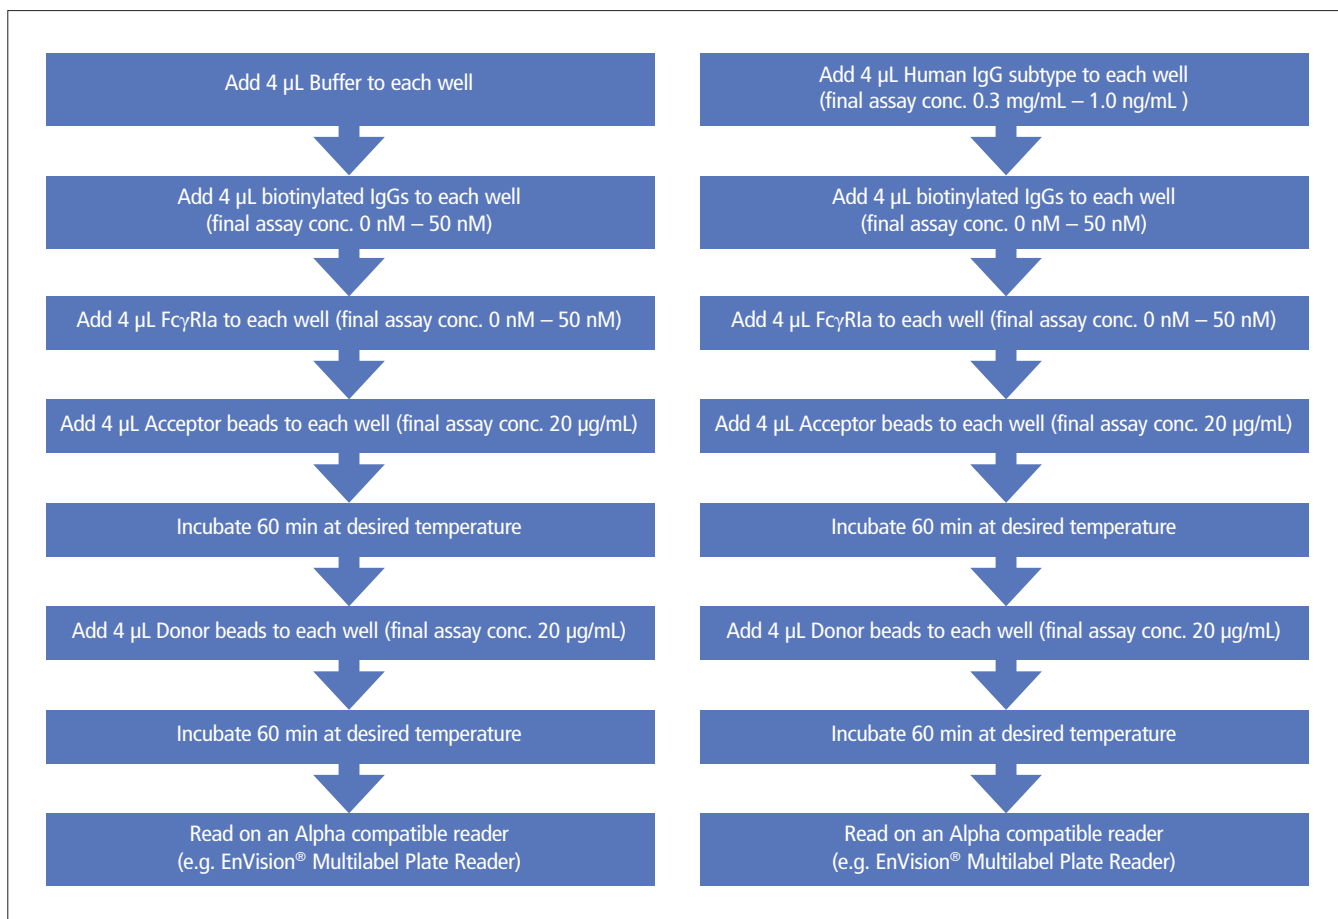 Add 4 µL Buffer to each well
Add 4 µL biotinylated IgGs to each well
(final assay conc. 0 nM – 50 nM)
Add 4 µL FcγRIa to each well (final assay conc. 0 nM – 50 nM)
Add 4 µL Acceptor beads to each well (final assay conc. 20 µg/mL)
Incubate 60 min at desired temperature
Add 4 µL Donor beads to each well (final assay conc. 20 µg/mL)
Incubate 60 min at desired temperature
Read on an Alpha compatible reader
(e.g. EnVision® Multilabel Plate Reader)
Add 4 µL Human IgG subtype to each well
(final assay conc. 0.3 mg/mL – 1.0 ng/mL )
Add 4 µL biotinylated IgGs to each well
(final assay conc. 0 nM – 50 nM)
Add 4 µL FcγRIa to each well (final assay conc. 0 nM – 50 nM)
Add 4 µL Acceptor beads to each well (final assay conc. 20 µg/mL)
Incubate 60 min at desired temperature
Add 4 µL Donor beads to each well (final assay conc. 20 µg/mL)
Incubate 60 min at desired temperature
Read on an Alpha compatible reader
(e.g. EnVision® Multilabel Plate Reader)